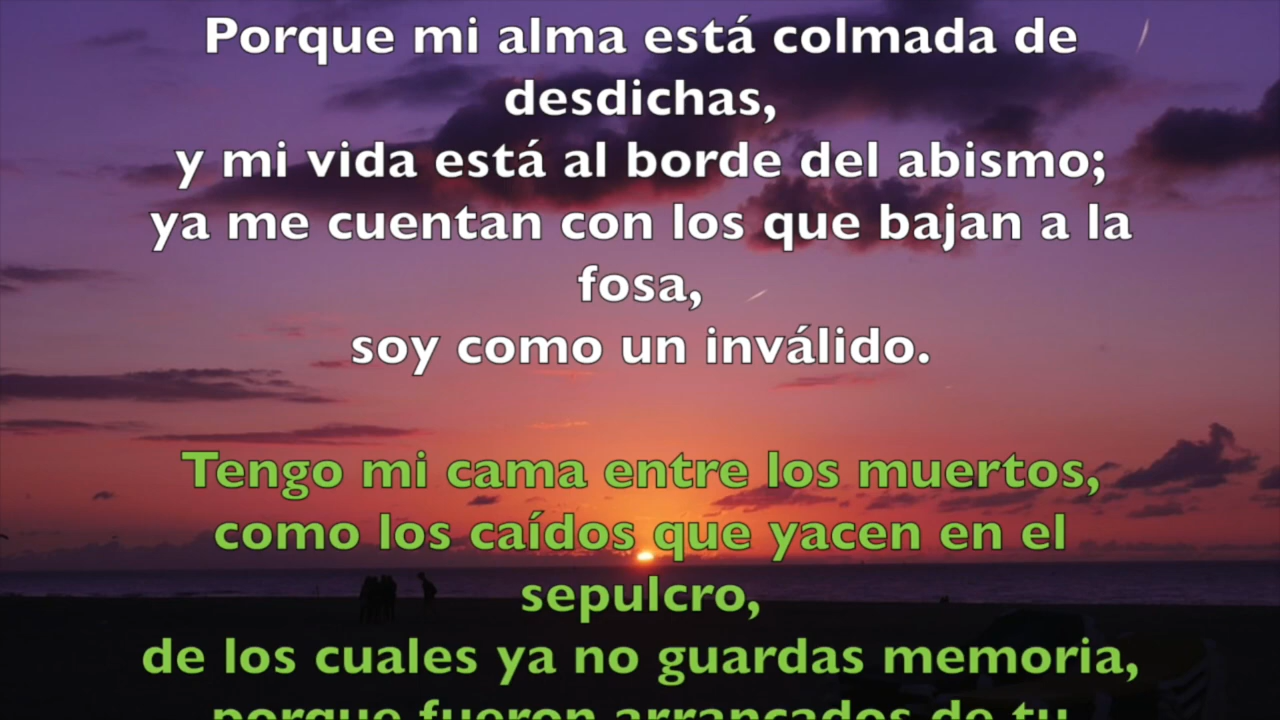 Porque mi alma está colmada de
desdichas,
y mi vida está al borde del abismo;
ya me cuentan con los que bajan a la
fosa,
soy como un inválido.
Tengo mi cama entre los muertos,
como los caídos que yacen en el
sepulcro,
de los cuales ya no guardas memoria,
porque fueron arrancados de tu